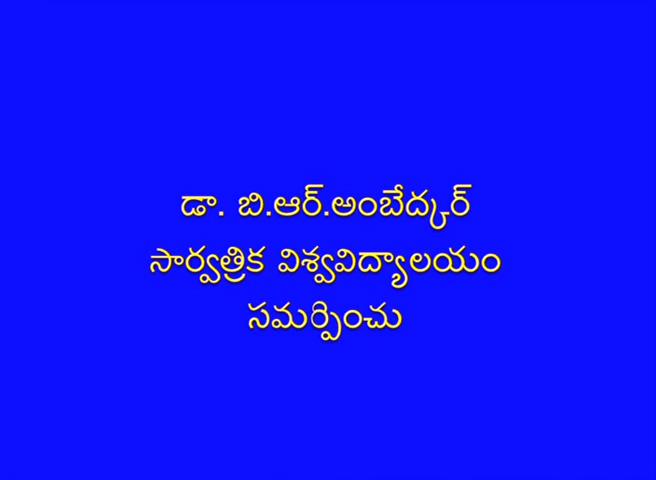 డా. బి.ఆర్.అంబేద్కర్
సార్వత్రిక విశ్వవిద్యాలయం
సమర్పించు